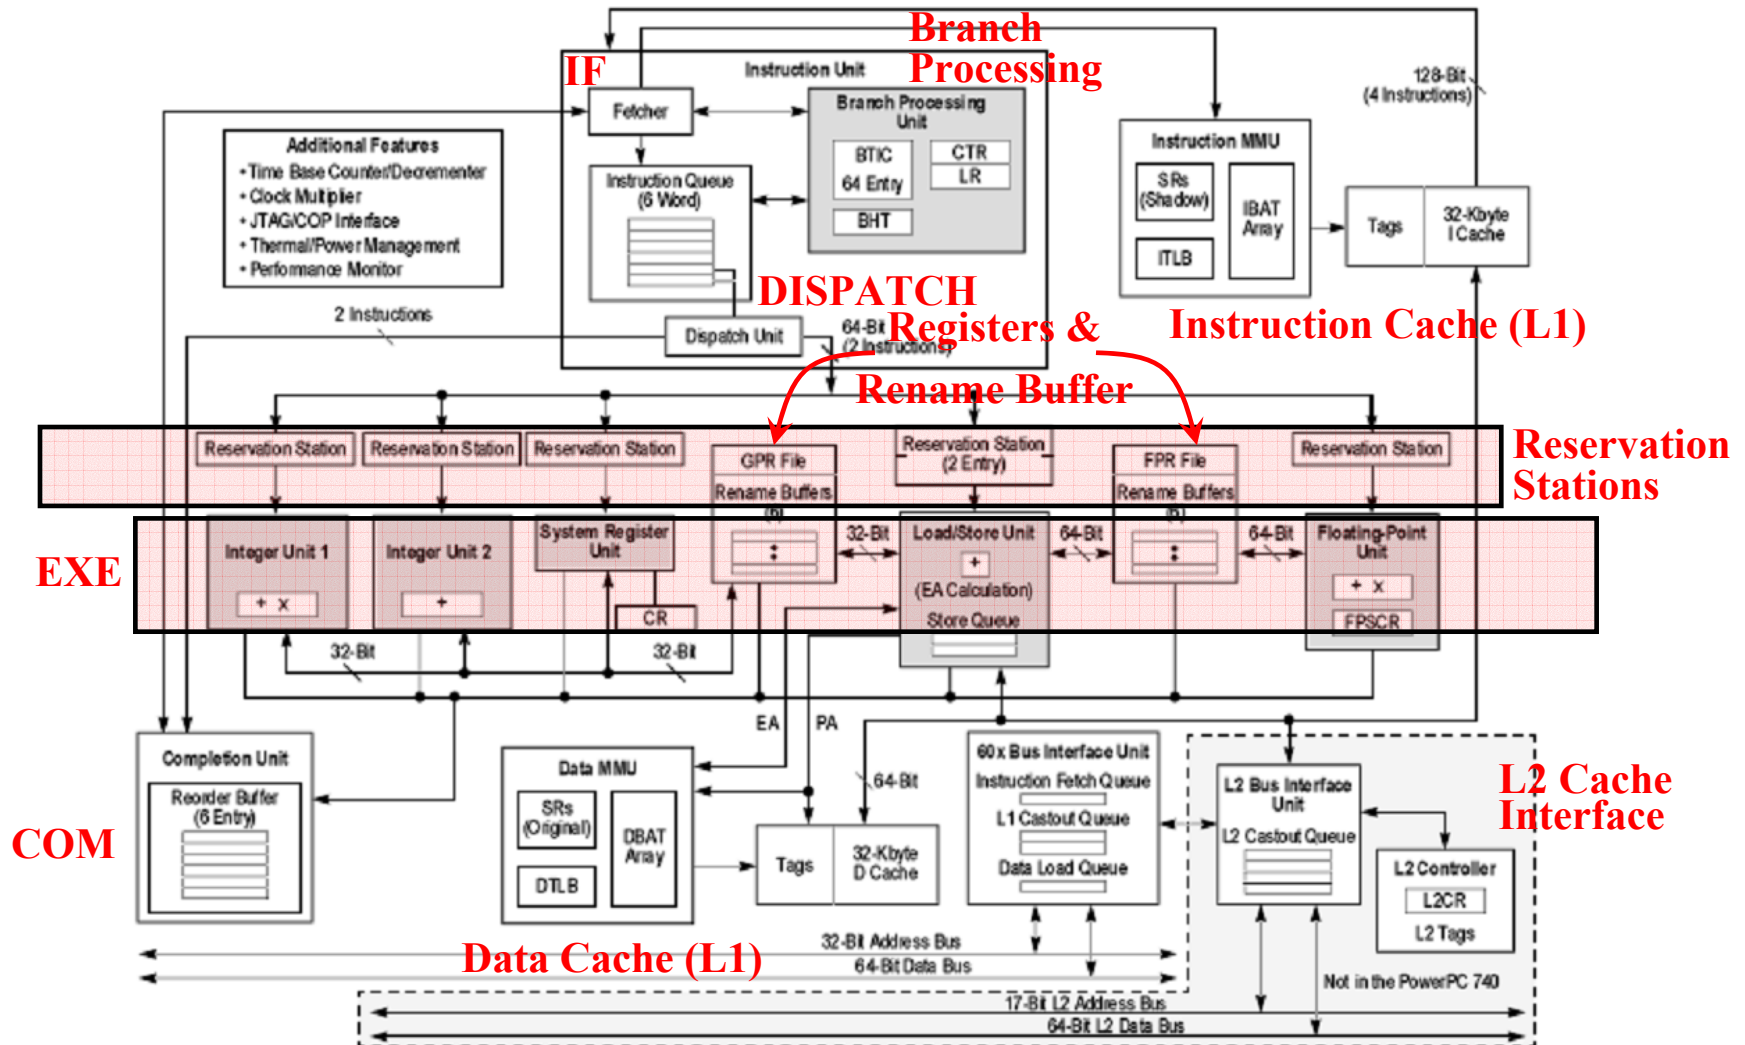 Branch
Processing
IF
Instruction Unit
128-Bit
(4 Instructions)
Fetcher
Branch Processing
Unit
BTIC
64 Entry
CTR
LR
BHT
Additional Features
• Time Base Counter/Decrementer
• Clock Multiplier
• JTAG/COP Interface
• Thermal/Power Management
• Performance Monitor
Instruction Queue
(6 Word)
Instruction MMU
SRs
(Shadow)
IBAT
Array
ITLB
Tags
32-Kbyte
I Cache
DISPATCH
2 Instructions
Dispatch Unit
64-Bit
(2 Instructions)
Registers &
Rename Buffer
Instruction Cache (L1)
Reservation Station
Reservation Station
Reservation Station
GPR File
Rename Buffers
Reservation Station
(2 Entry)
FPR File
Rename Buffers
Reservation Station
Reservation
Stations
EXE
Integer Unit 1
+ x
Integer Unit 2
+
System Register
Unit
CR
32-Bit
Load/Store Unit
+
(EA Calculation)
Store Queue
64-Bit
64-Bit
Floating-Point
Unit
+ x
FPSCR
32-Bit
32-Bit
EA
PA
COM
Completion Unit
Reorder Buffer
(6 Entry)
Data MMU
SRs
(Original)
DBAT
Array
DTLB
64-Bit
Tags
32-Kbyte
D Cache
60x Bus Interface Unit
Instruction Fetch Queue
L1 Castout Queue
Data Load Queue
L2 Bus Interface
Unit
L2 Castout Queue
L2 Cache
Interface
L2 Controller
L2CR
L2 Tags
Data Cache (L1)
32-Bit Address Bus
64-Bit Data Bus
Not in the PowerPC 740
17-Bit L2 Address Bus
64-Bit L2 Data Bus